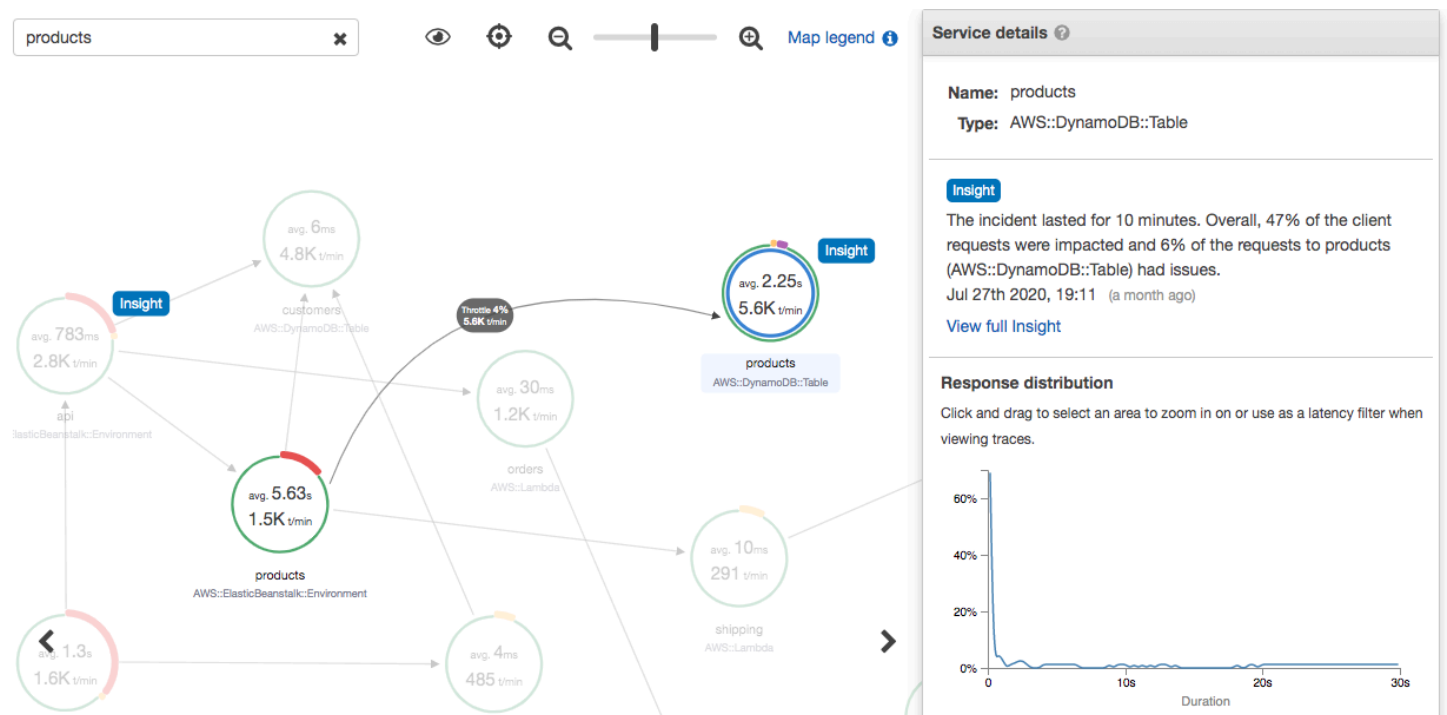 products
Map legend
Service details
Name: products
Type: AWS::DynamoDB::Table
Insight
The incident lasted for 10 minutes. Overall, 47% of the client
requests were impacted and 6% of the requests to products
(AWS::DynamoDB::Table) had issues.
Jul 27th 2020, 19:11 (a month ago)
View full Insight
Response distribution
Click and drag to select an area to zoom in on or use as a latency filter when
viewing traces.
60%
40%
20%
0%
0
10s
20s
30s
Duration
avg. 6ms
4.8K t/min
customers
AWS::DynamoDB::Table
Insight
avg. 2.25s
5.6K t/min
products
AWS::DynamoDB::Table
Insight
avg. 783ms
2.8K t/min
api
lasticBeanstalk::Environment
Throttle 4%
5.6K t/min
avg. 30ms
1.2K t/min
orders
AWS::Lambda
avg. 5.63s
1.5K t/min
products
AWS::ElasticBeanstalk::Environment
avg. 10ms
291 t/min
shipping
AWS::Lambda
avg. 1.3s
1.6K t/min
avg. 4ms
485 t/min